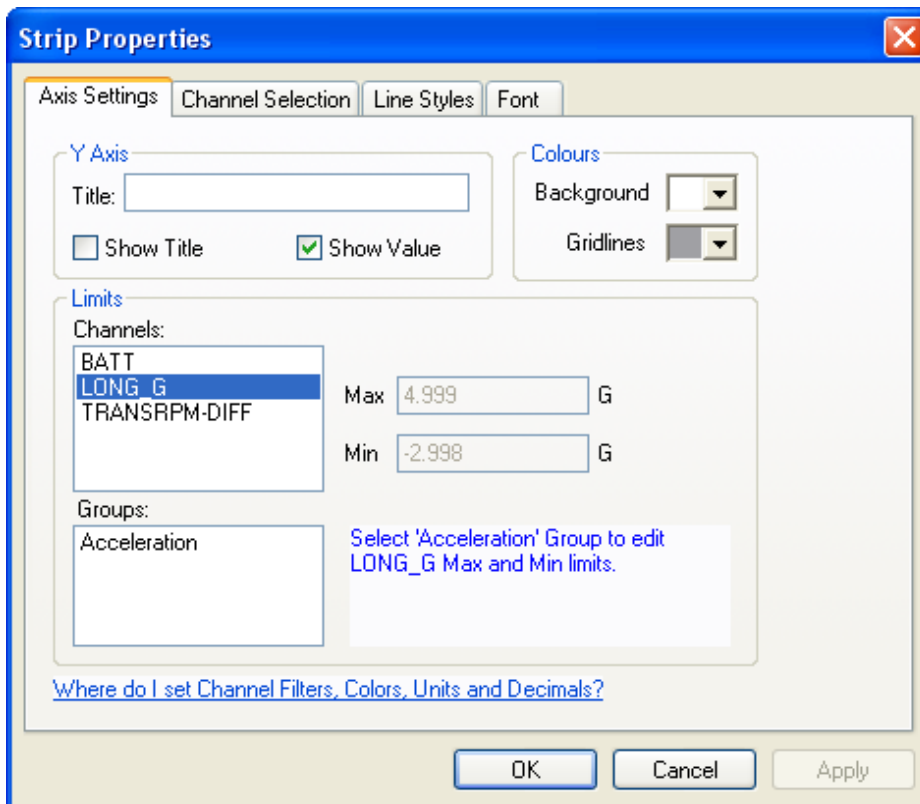 Strip Properties
Axis Settings Channel Selection Line Styles Font
Y Axis
Title:
Show Title Show Value
Colours
Background
Gridlines
Limits
Channels:
BATT
LONG_G
TRANSRPM-DIFF
Max 4.999 G
Min -2.998 G
Groups:
Acceleration
Select 'Acceleration' Group to edit
LONG_G Max and Min limits.
Where do I set Channel Filters, Colors, Units and Decimals?
OK Cancel Apply